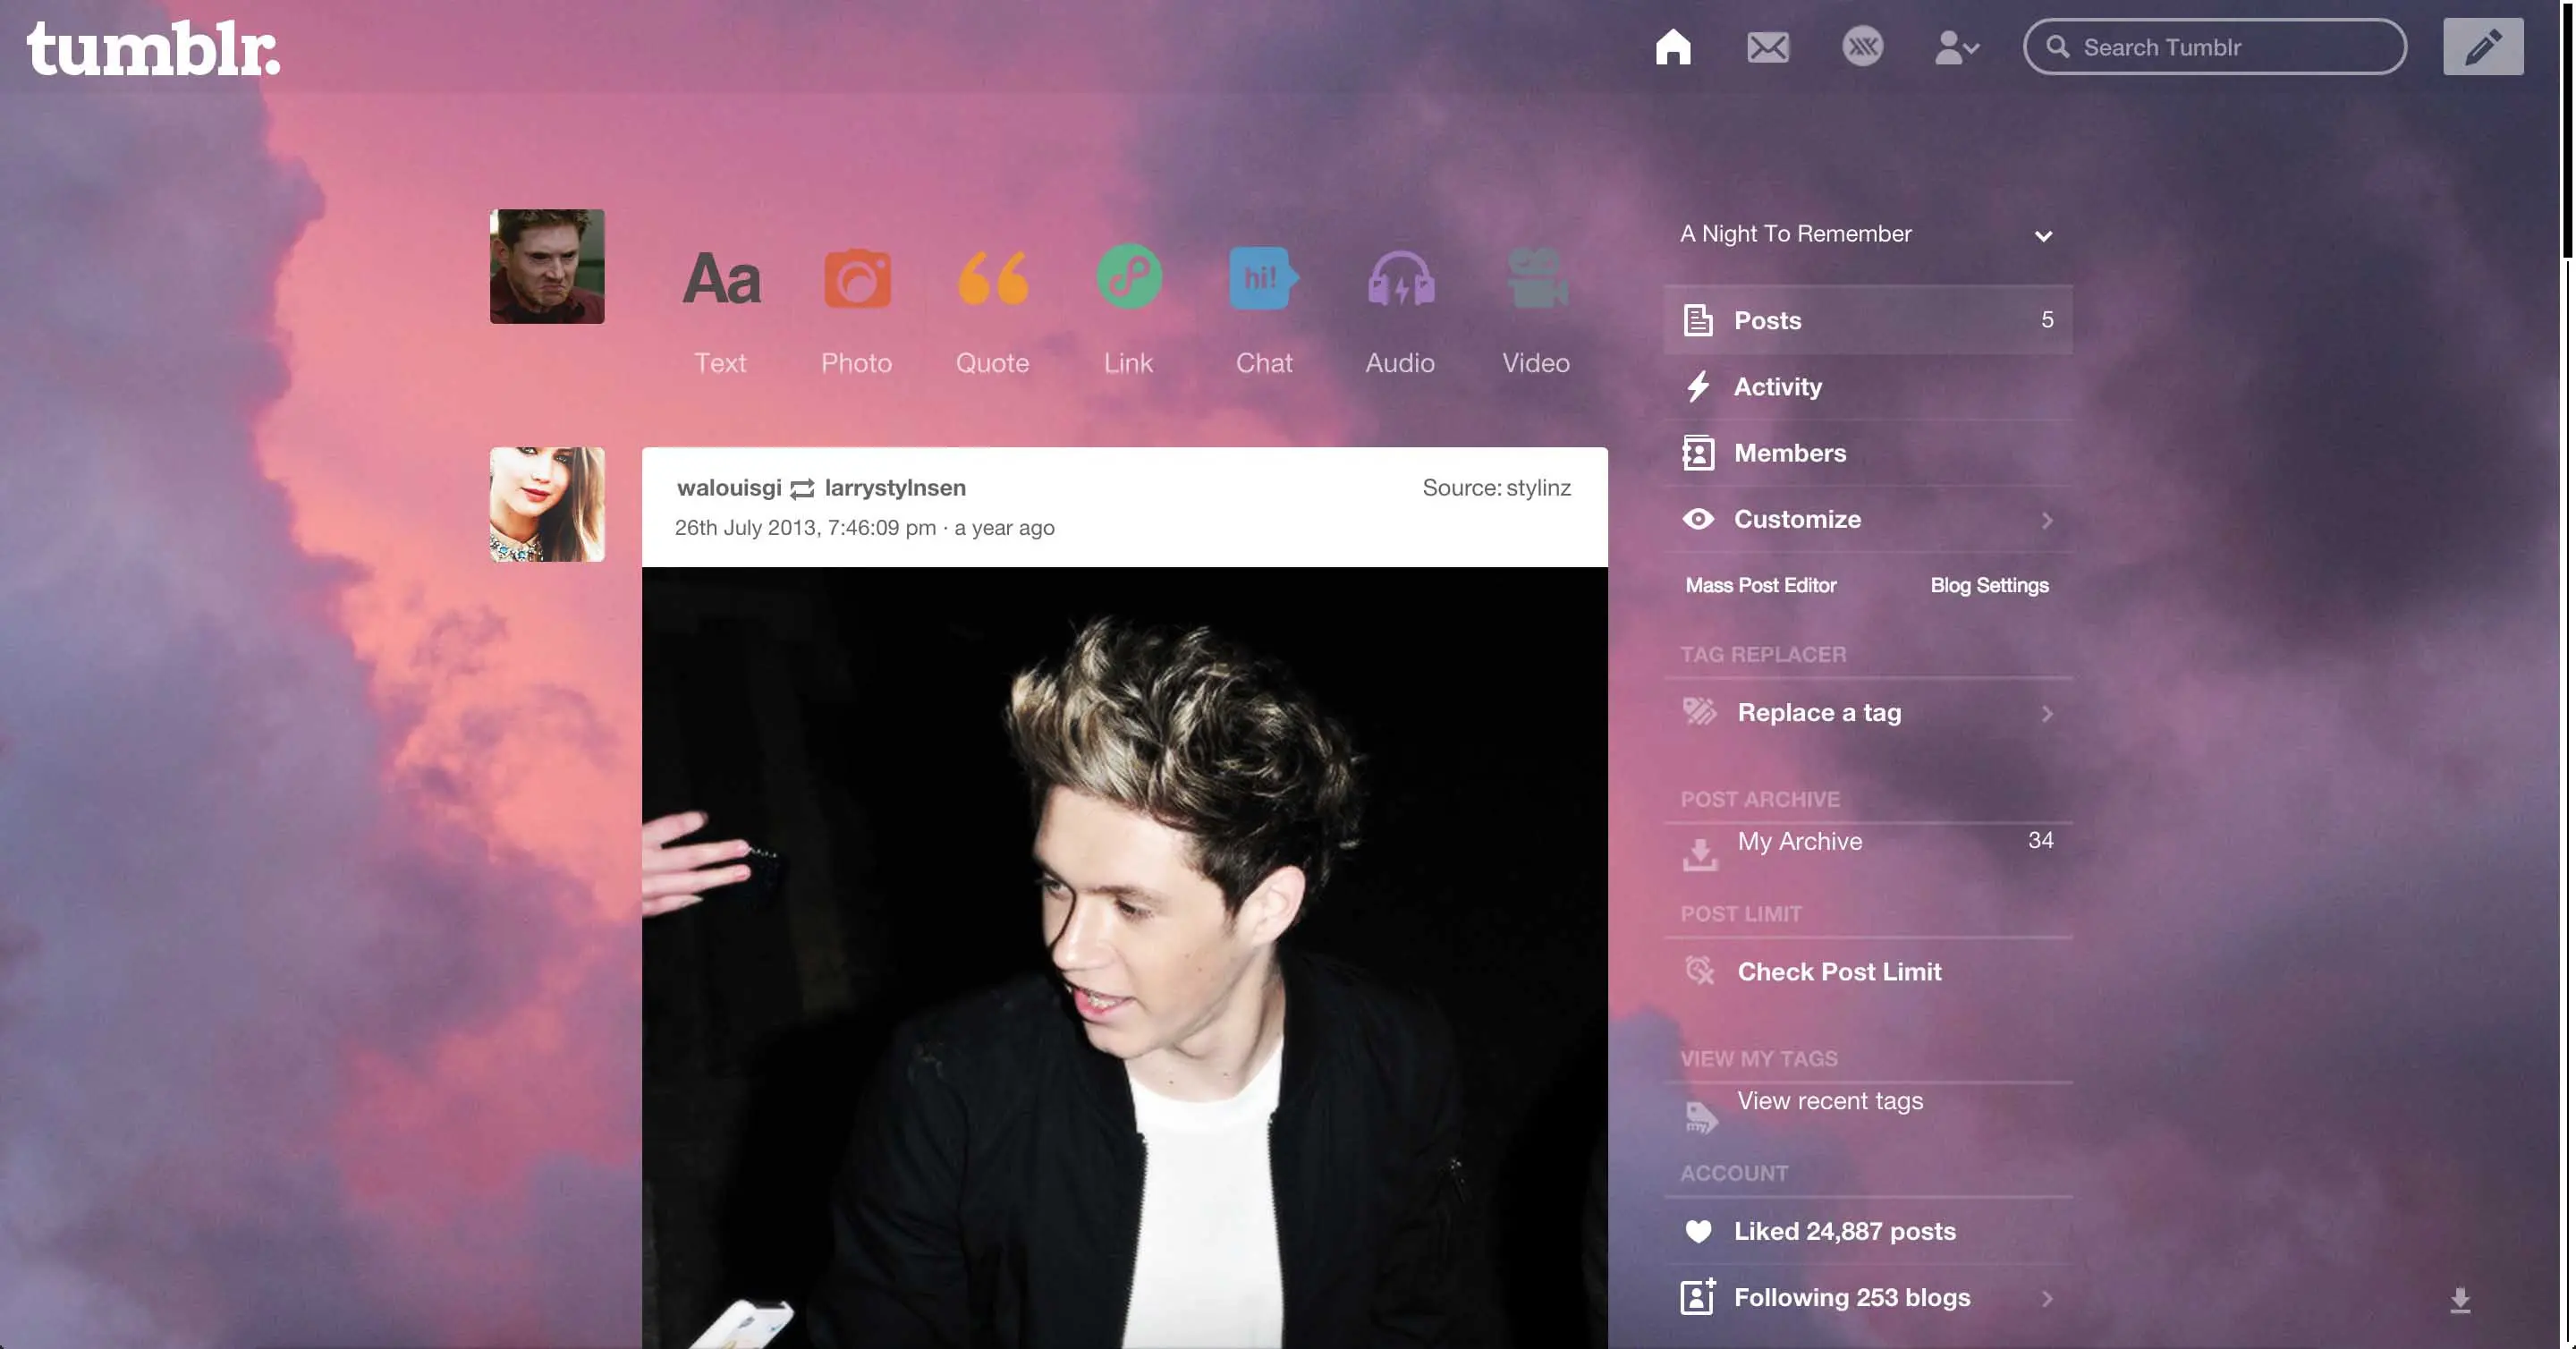 tumblr.
Search Tumblr
Aa
hi!
Text
Photo
Quote
Link
Chat
Audio
Video
walouisgi larrystylnsen
Source: stylinz
26th July 2013, 7:46:09 pm · a year ago
A Night To Remember
Posts 5
Activity
Members
Customize
Mass Post Editor Blog Settings
TAG REPLACER
Replace a tag
POST ARCHIVE
My Archive 34
POST LIMIT
Check Post Limit
VIEW MY TAGS
View recent tags
my
ACCOUNT
Liked 24,887 posts
Following 253 blogs